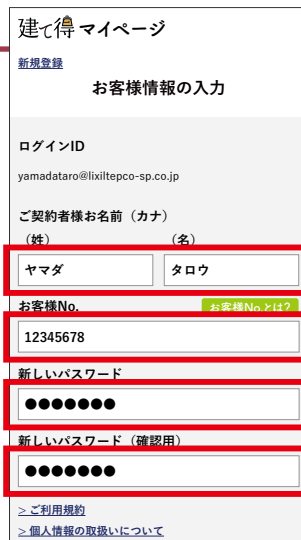 建て得 マイページ
新規登録
お客様情報の入力
ログインID
yamadataro@lixiltepco-sp.co.jp
ご契約者様お名前（カナ）
（姓） （名）
ヤマダ タロウ
お客様No. お客様No.とは?
12345678
新しいパスワード
●●●●●●●
新しいパスワード（確認用）
●●●●●●●
> ご利用規約
> 個人情報の取扱いについて